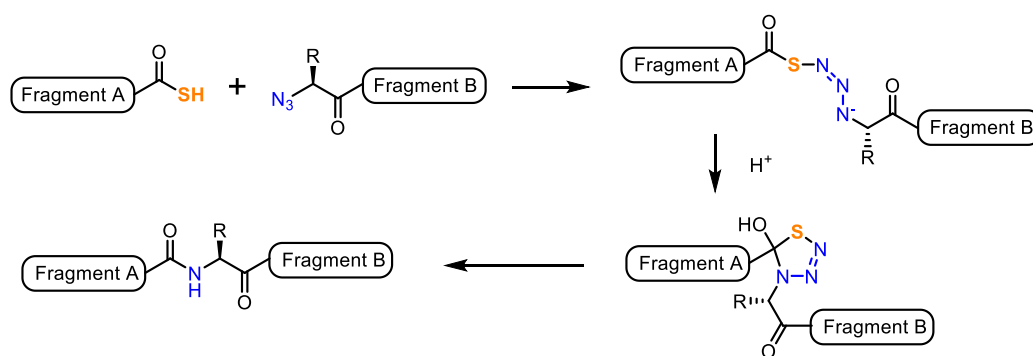 Fragment A
O
SH
+
N3
R
O
Fragment B
Fragment A
O
S
N
N
N-
R
O
Fragment B
H+
HO
S
N
N
N
Fragment A
R
O
Fragment B
Fragment A
O
N
H
R
O
Fragment B